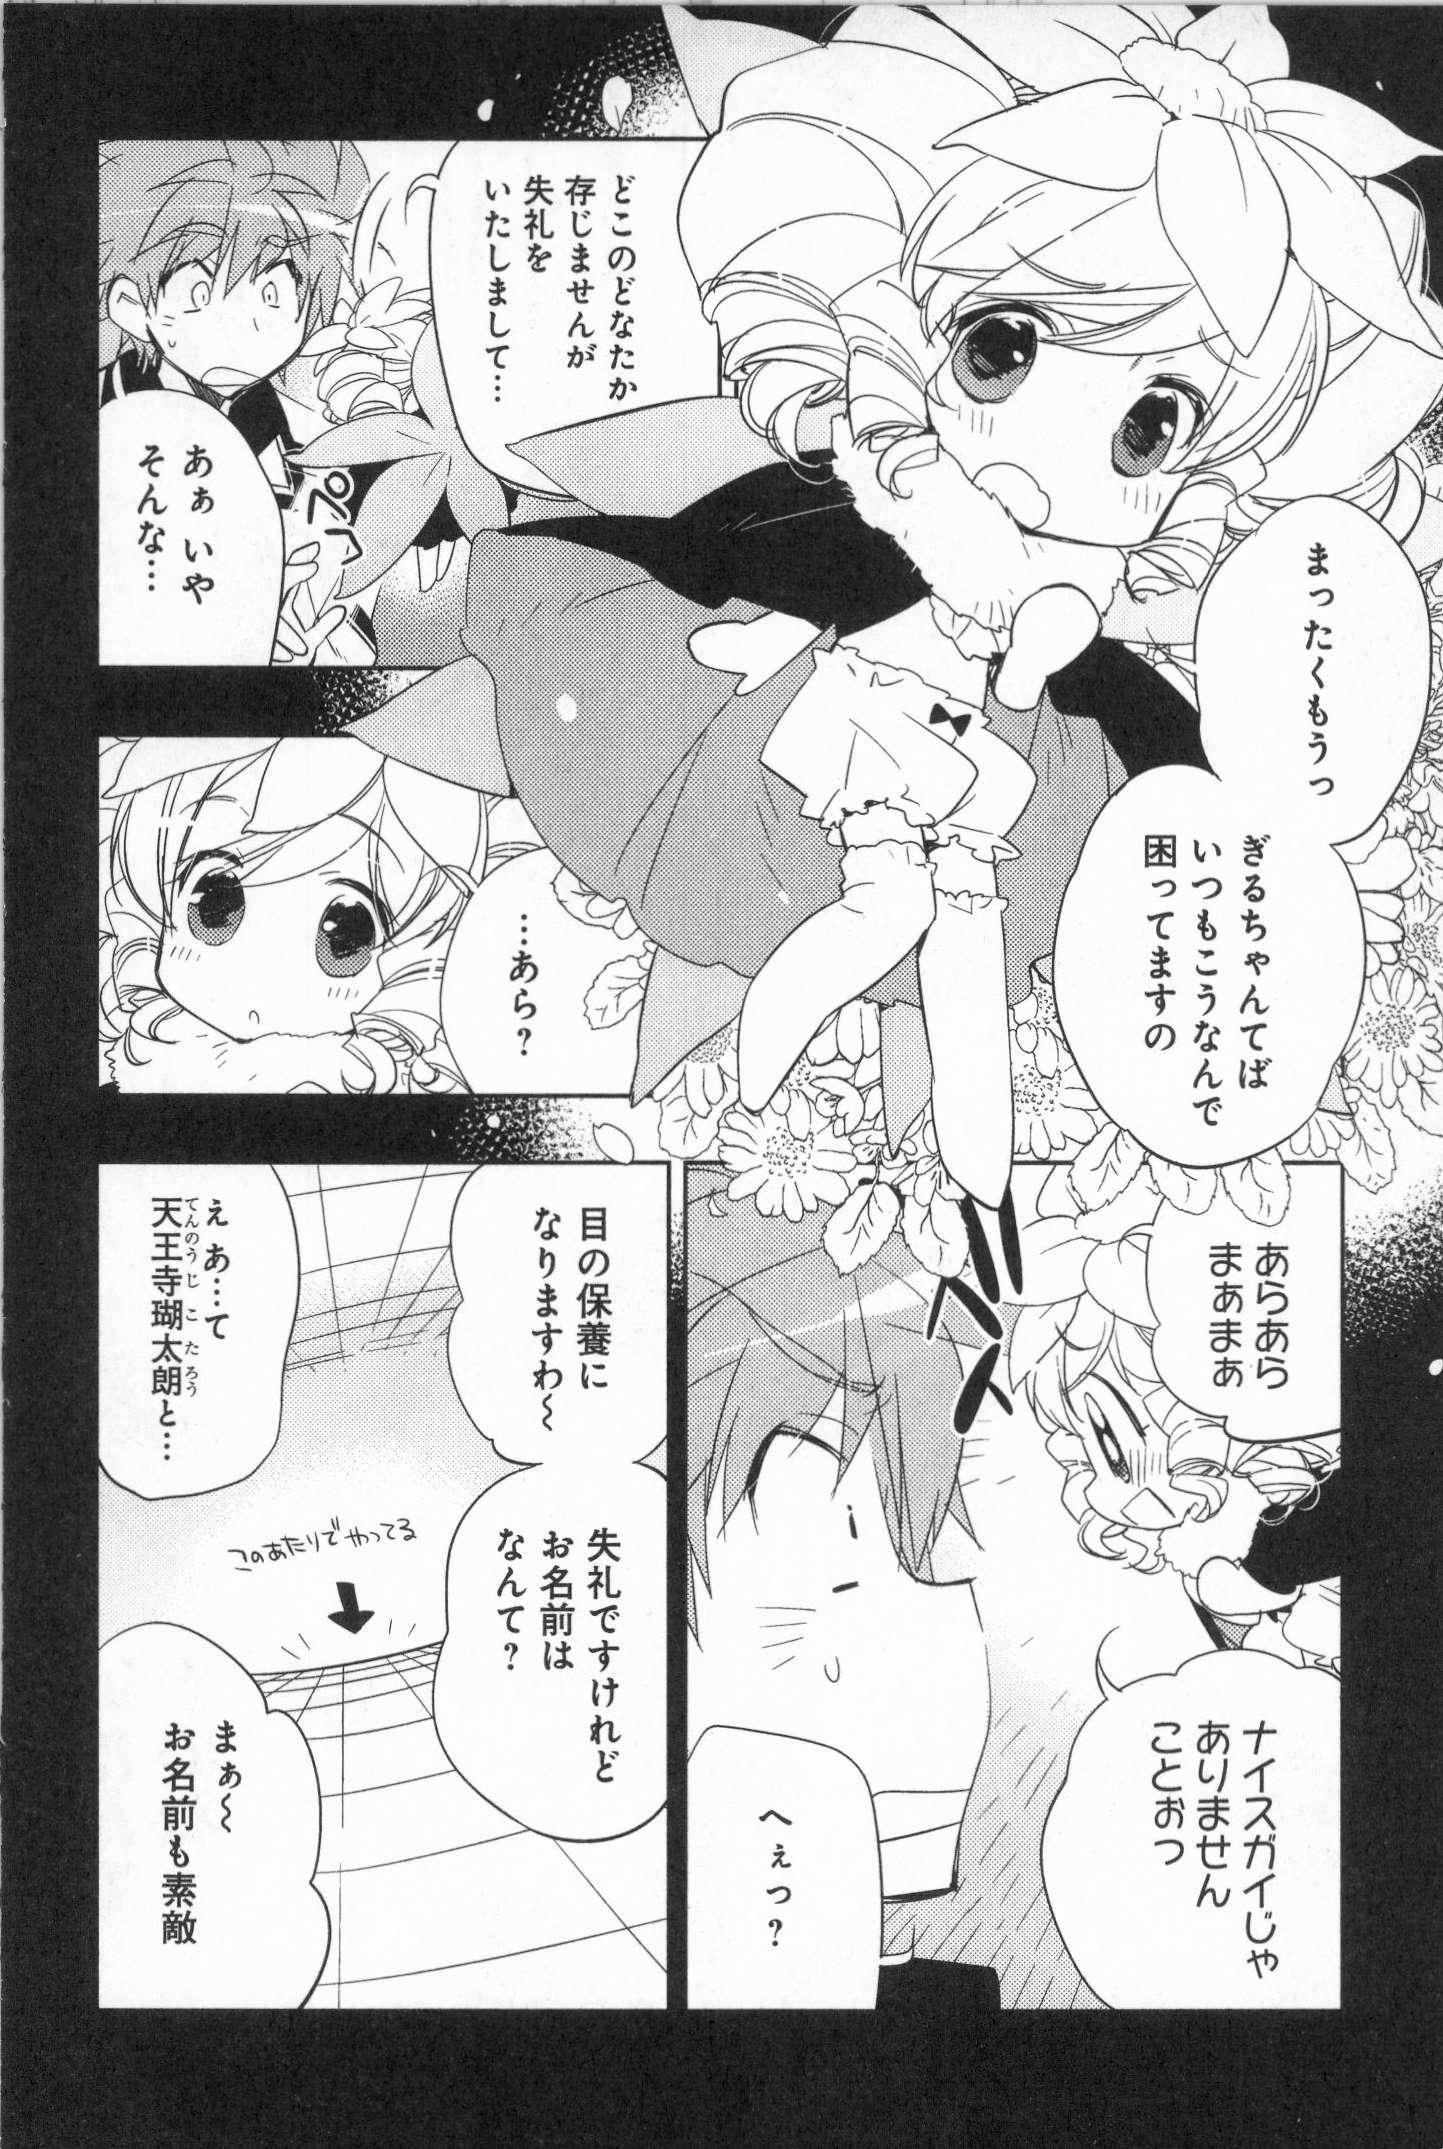 まったくもうっ
ぎるちゃんてば
いつもこうなんで
困ってますの
どこのどなたか
存じませんが
失礼を
いたしまして…
ペコ
あぁ いや
そんな…
…あら?
あらあら
まぁまぁ
ナイスガイじゃ
ありません
ことぉっ
へぇっ?
目の保養に
なりますわ〜
失礼ですけれど
お名前は
なんて?
このあたりでやってる
え あ…て
天王寺瑚太朗と…
てんのうじ こ た ろう
まぁ〜
お名前も素敵